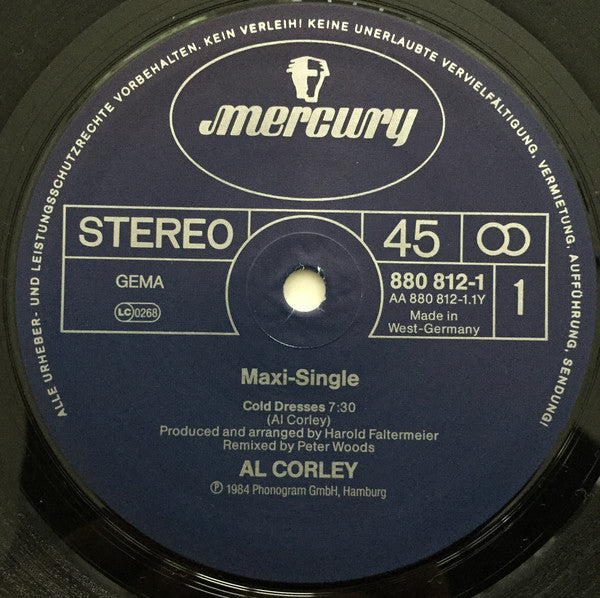 ALLE URHEBER- UND LEISTUNGSSCHUTZRECHTE VORBEHALTEN. KEIN VERLEIH! KEINE UNERLAUBTE VERVIELFÄLTIGUNG, VERMIETUNG, AUFFÜHRUNG, SENDUNG!
mercury
STEREO
45
GEMA
LC 0268
880 812-1
AA 880 812-1.1Y
Made in
West-Germany
1
Maxi-Single
Cold Dresses 7:30
(Al Corley)
Produced and arranged by Harold Faltermeier
Remixed by Peter Woods
AL CORLEY
℗ 1984 Phonogram GmbH, Hamburg